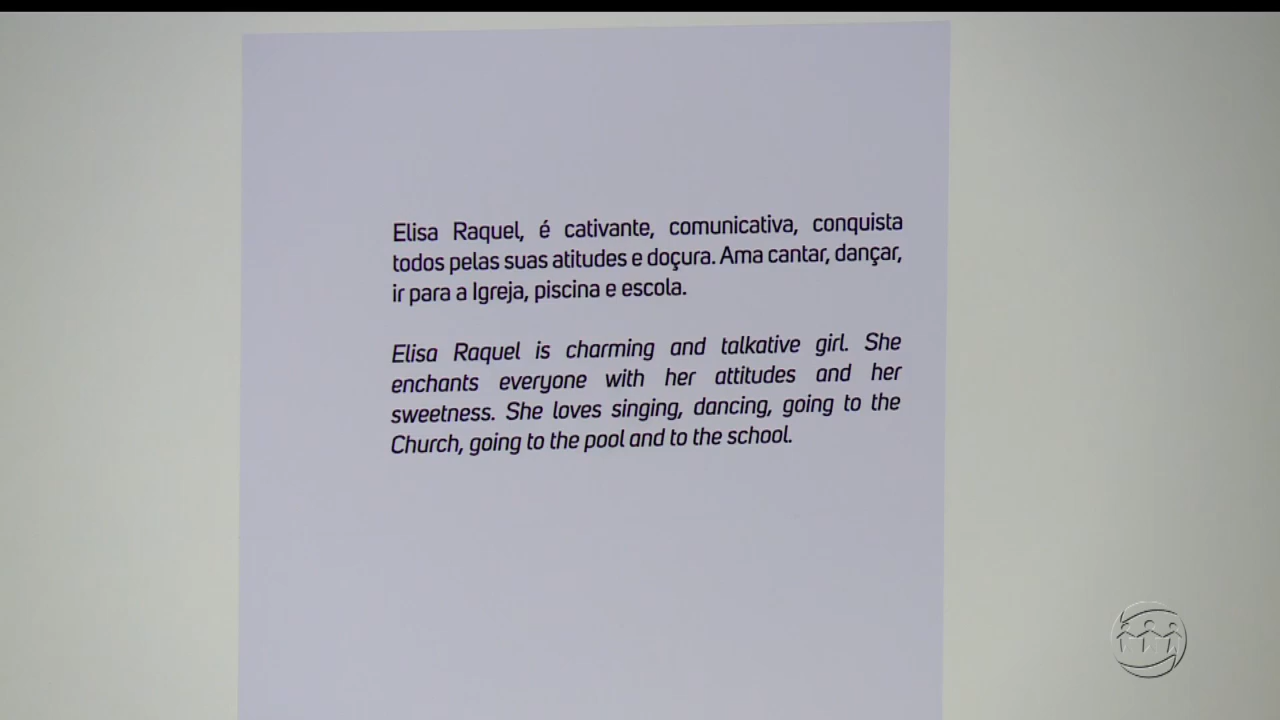 Elisa Raquel, é cativante, comunicativa, conquista
todos pelas suas atitudes e doçura. Ama cantar, dançar,
ir para a Igreja, piscina e escola.
Elisa Raquel is charming and talkative girl. She
enchants everyone with her attitudes and her
sweetness. She loves singing, dancing, going to the
Church, going to the pool and to the school.